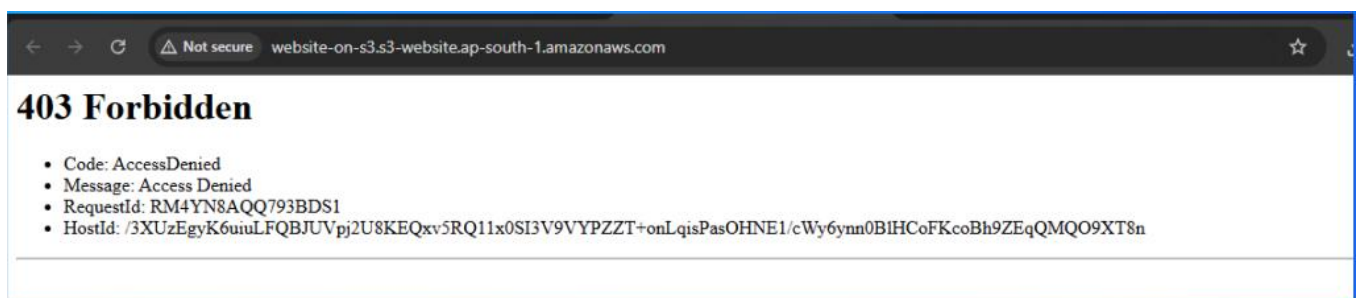 Not secure website-on-s3.s3-website.ap-south-1.amazonaws.com
403 Forbidden
• Code: AccessDenied
• Message: Access Denied
• RequestId: RM4YN8AQQ793BDS1
• HostId: /3XUzEgyK6uiuLFQBJUVpj2U8KEQxv5RQ11x0SI3V9VYPZZT+onLqisPasOHNE1/cWy6ynn0BlHCoFKcoBh9ZEqQMQO9XT8n